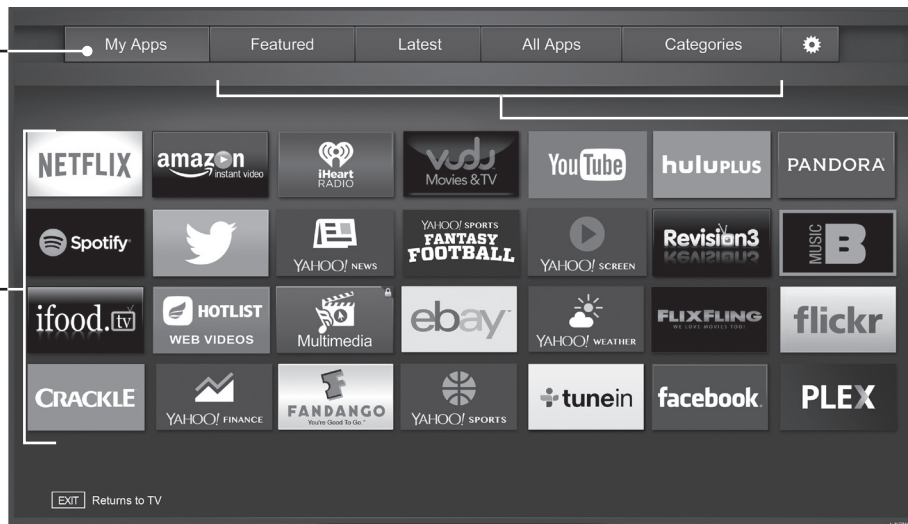 My Apps Featured Latest All Apps Categories
NETFLIX
amazon
instant video
iHeart
RADIO
vudu
Movies & TV
You Tube
huluPLUS
PANDORA
Spotify
YAHOO! NEWS
YAHOO! SPORTS
FANTASY
FOOTBALL
YAHOO! SCREEN
Revision3
MUSIC B
ifood.tv
HOTLIST
WEB VIDEOS
Multimedia
ebay
YAHOO! WEATHER
FLIXFLING
WE LOVE MOVIES TOO!
flickr
CRACKLE
YAHOO! FINANCE
FANDANGO
You're Good To Go.
YAHOO! SPORTS
tunein
facebook
PLEX
EXIT Returns to TV